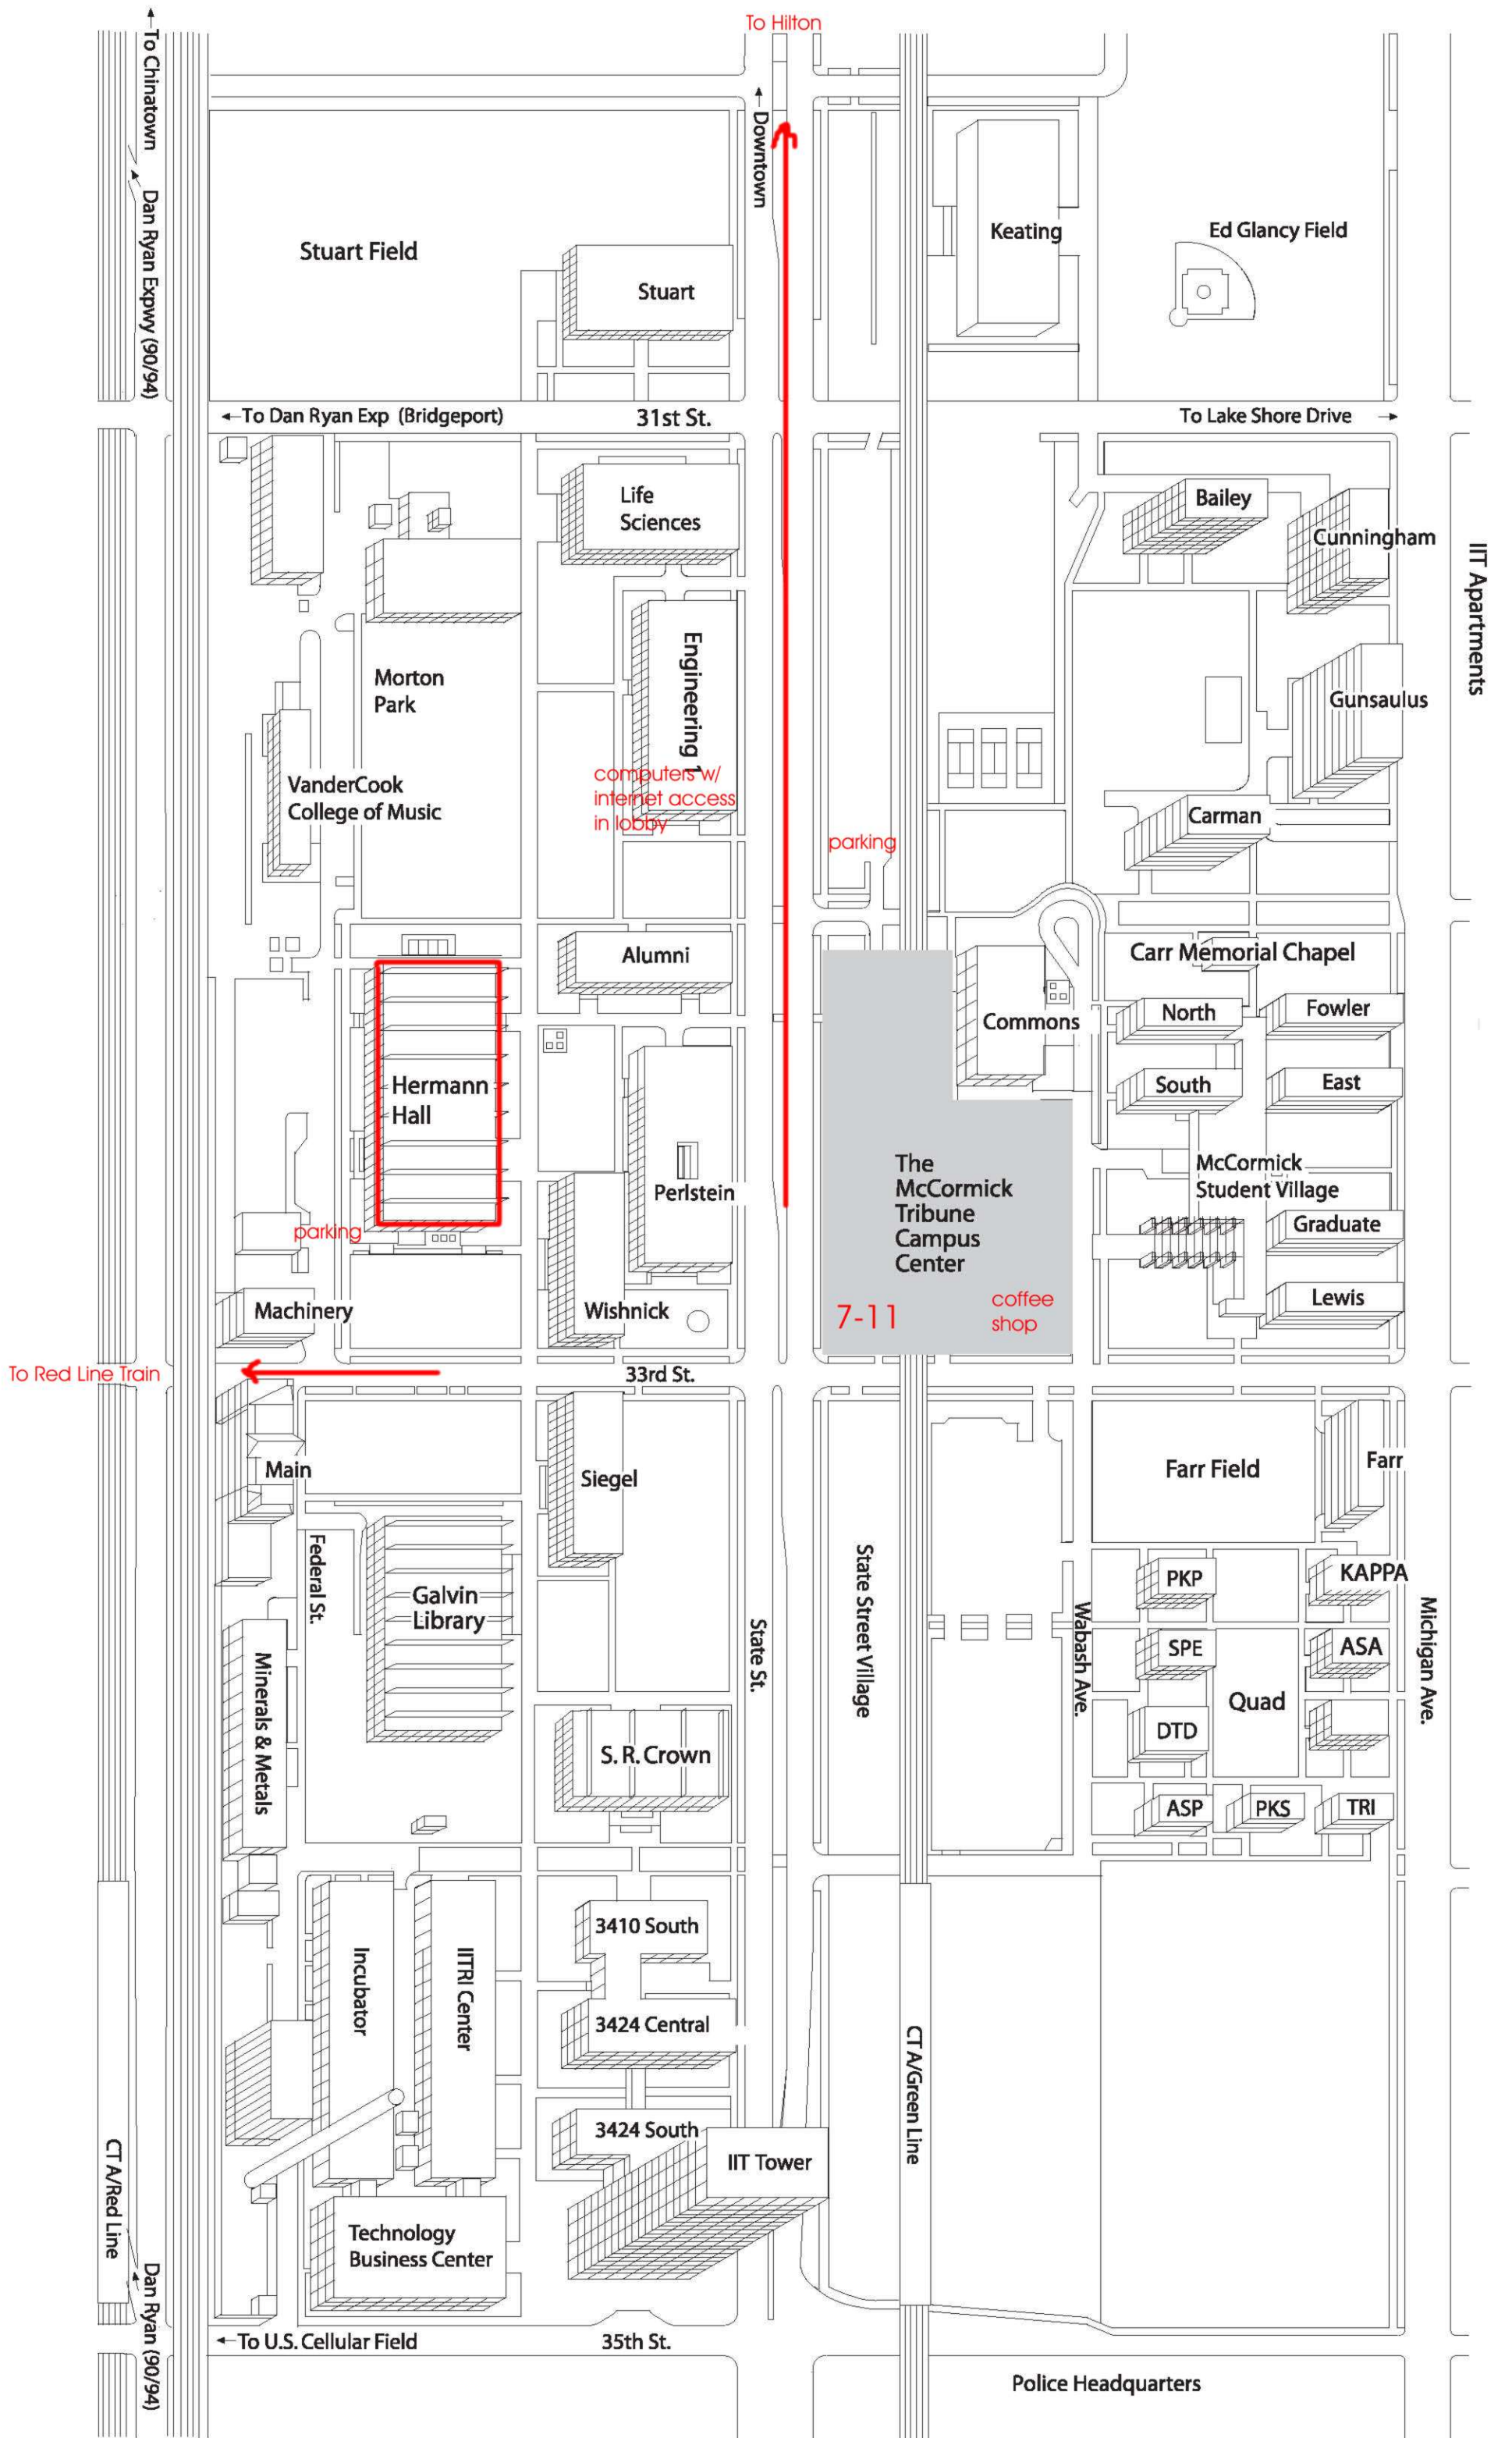 To Hilton
To Chinatown
Dan Ryan Expwy (90/94)
Downtown
Stuart Field
Stuart
Keating
Ed Glancy Field
To Dan Ryan Exp (Bridgeport)
31st St.
To Lake Shore Drive
Life
Sciences
Bailey
Cunningham
IIT Apartments
Engineering 1
Morton
Park
Gunsaulus
computers w/
internet access
in lobby
VanderCook
College of Music
Carman
parking
Alumni
Carr Memorial Chapel
Commons
North
Fowler
Hermann
Hall
South
East
The
McCormick
Tribune
Campus
Center
McCormick
Student Village
Perlstein
parking
Graduate
Machinery
Wishnick
7-11
coffee
shop
Lewis
To Red Line Train
33rd St.
Main
Siegel
Farr Field
Farr
Federal St.
Galvin
Library
State St.
State Street Village
Wabash Ave.
PKP
KAPPA
Michigan Ave.
SPE
ASA
Quad
Minerals & Metals
S. R. Crown
DTD
ASP
PKS
TRI
3410 South
Incubator
IITRI Center
3424 Central
CTA/Green Line
3424 South
IIT Tower
CTA/Red Line
Technology
Business Center
Dan Ryan (90/94)
To U.S. Cellular Field
35th St.
Police Headquarters